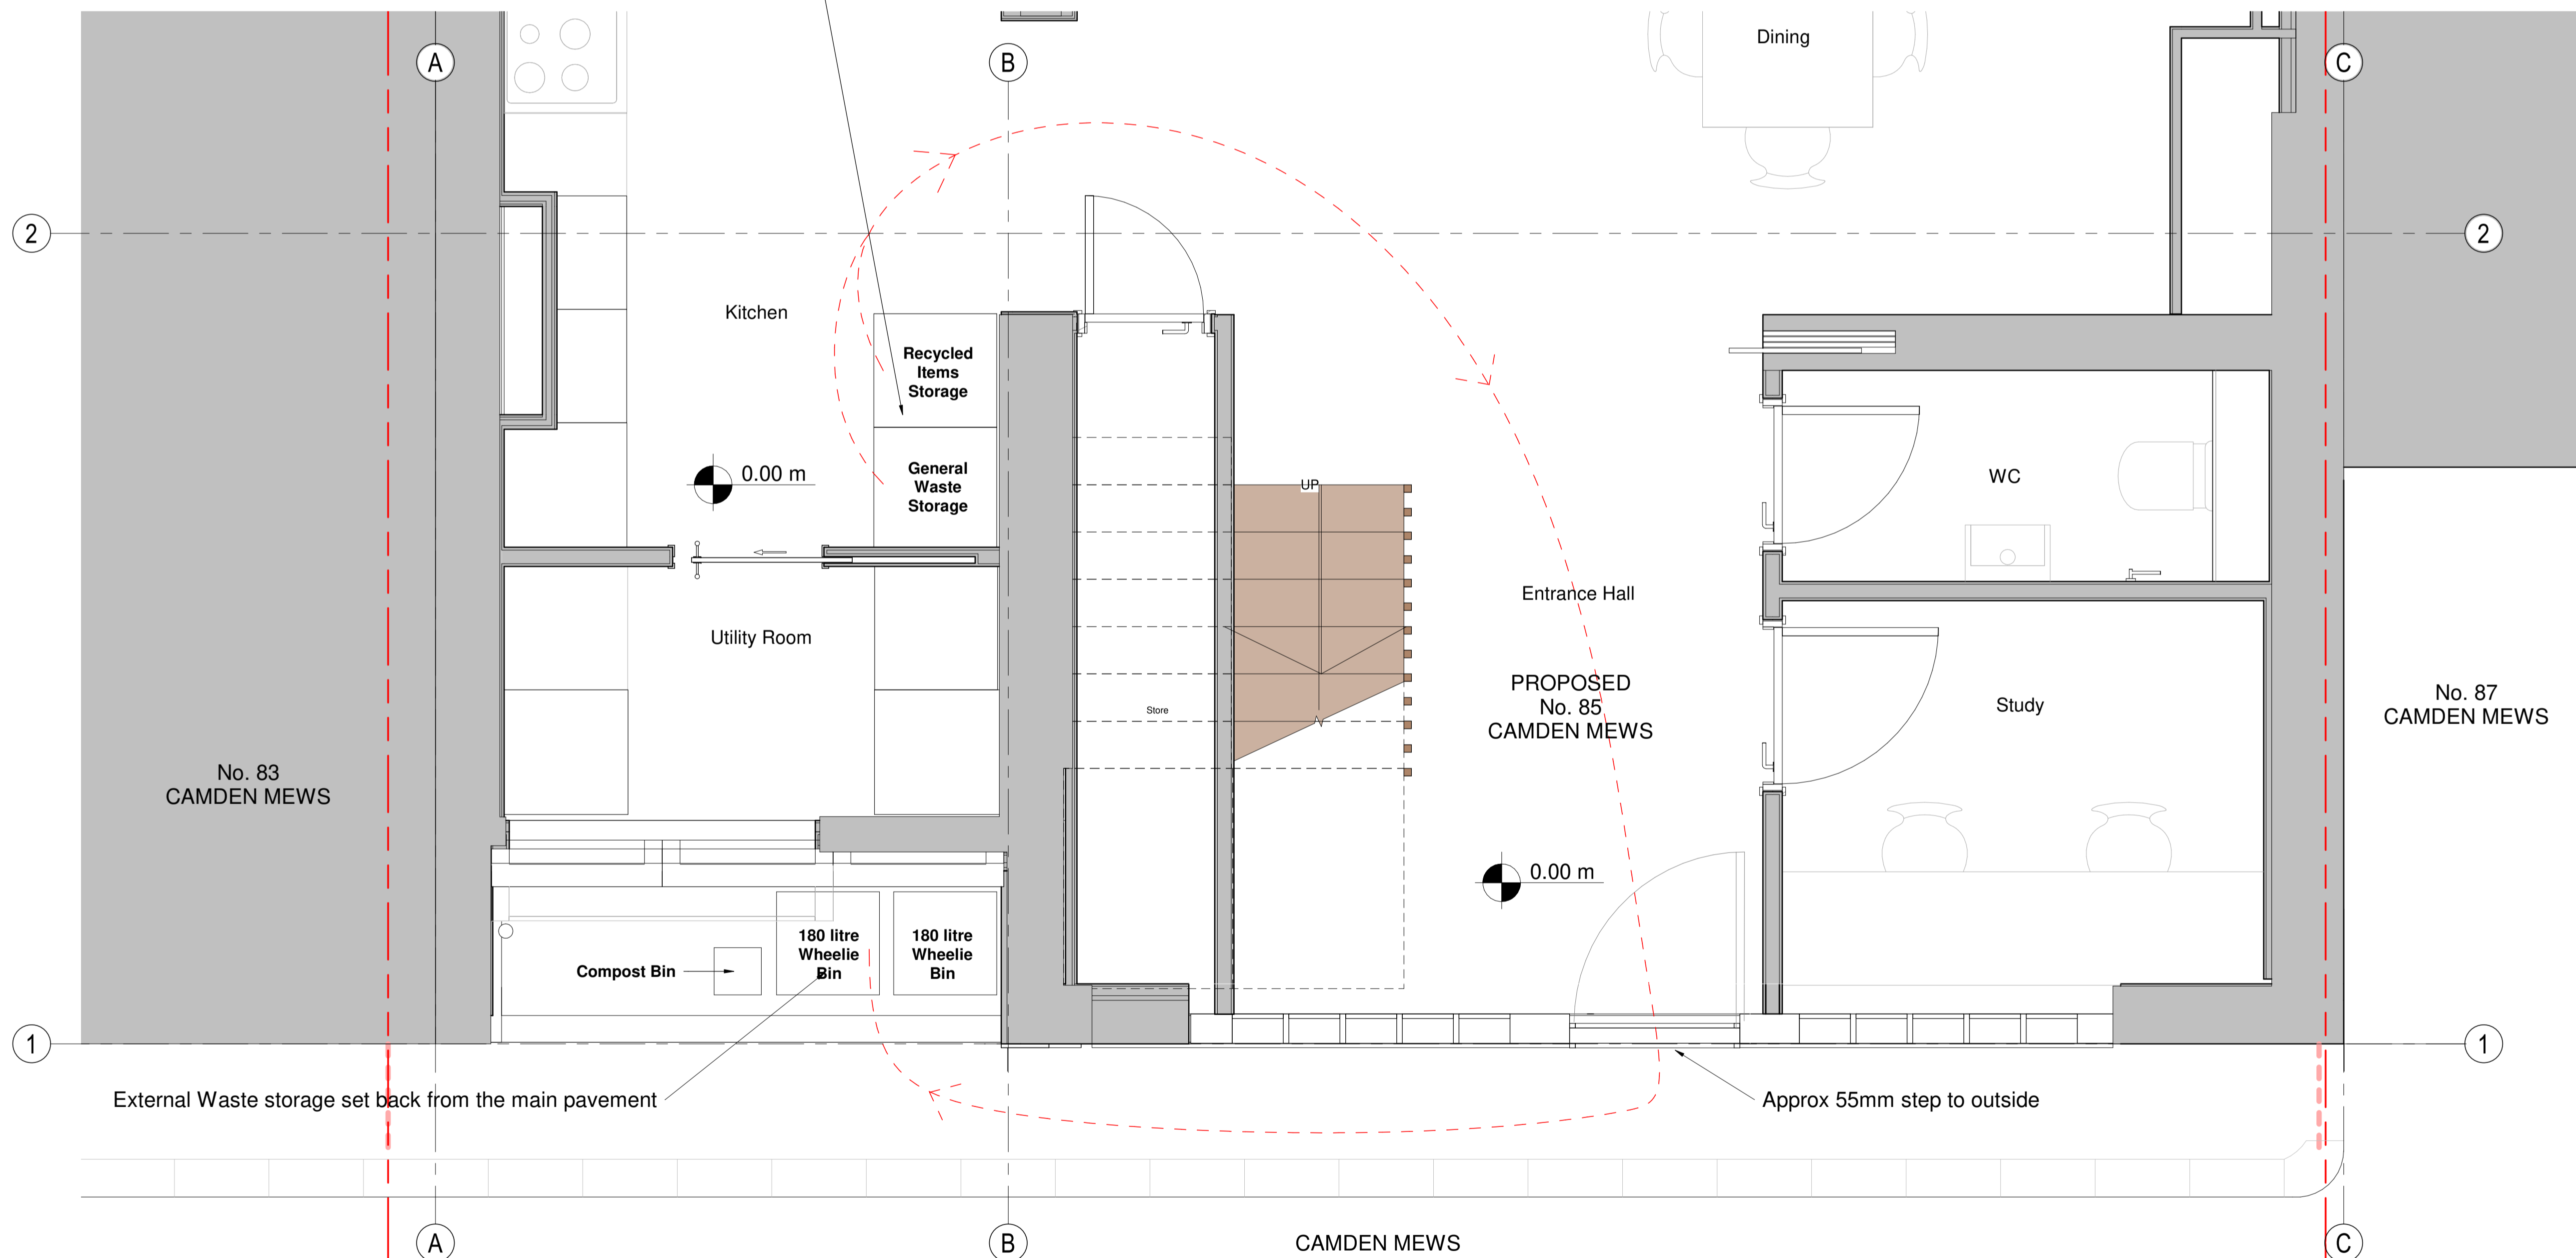 Dining
A
B
C
2
2
Kitchen
Recycled
Items
Storage
General
Waste
Storage
0.00 m
UP
WC
Entrance Hall
Utility Room
PROPOSED
No. 85
CAMDEN MEWS
Store
Study
No. 87
CAMDEN MEWS
No. 83
CAMDEN MEWS
0.00 m
180 litre
Wheelie
Bin
180 litre
Wheelie
Bin
Compost Bin
1
1
External Waste storage set back from the main pavement
Approx 55mm step to outside
A
B
CAMDEN MEWS
C